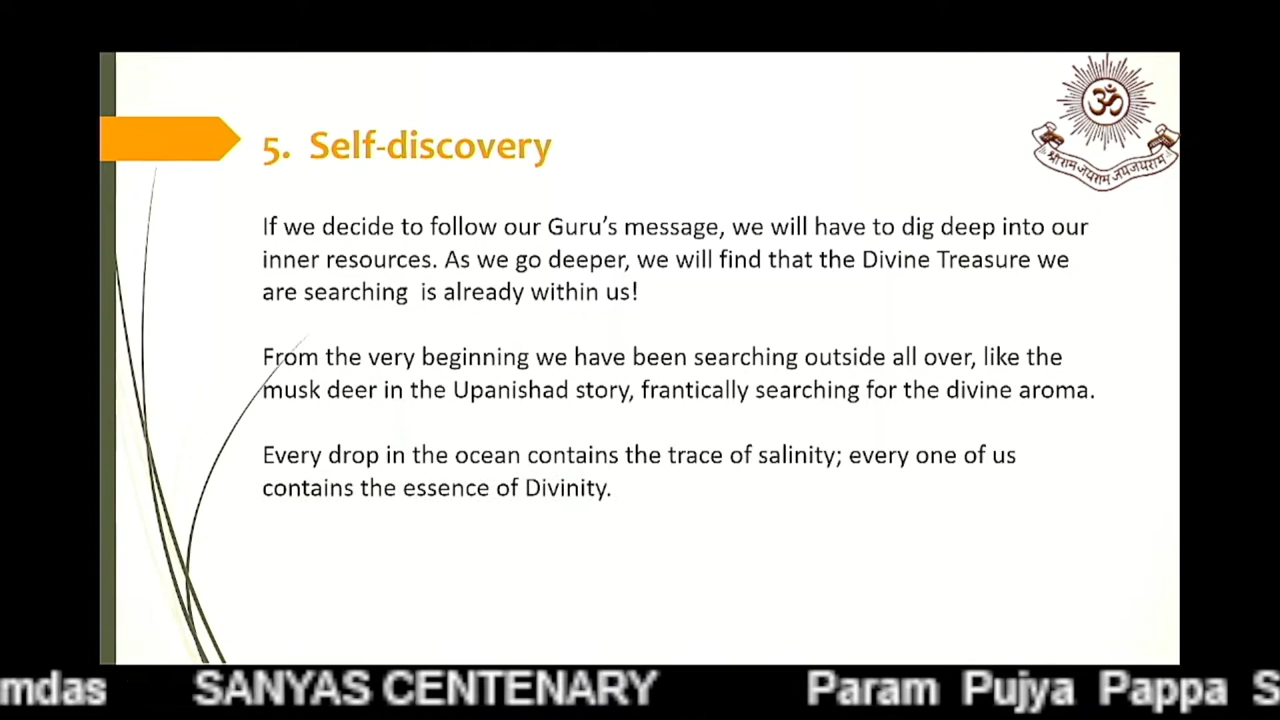 ॐ
श्रीराम जयराम जयजयराम
5. Self-discovery
If we decide to follow our Guru’s message, we will have to dig deep into our
inner resources. As we go deeper, we will find that the Divine Treasure we
are searching is already within us!
From the very beginning we have been searching outside all over, like the
musk deer in the Upanishad story, frantically searching for the divine aroma.
Every drop in the ocean contains the trace of salinity; every one of us
contains the essence of Divinity.
mdas SANYAS CENTENARY Param Pujya Pappa S